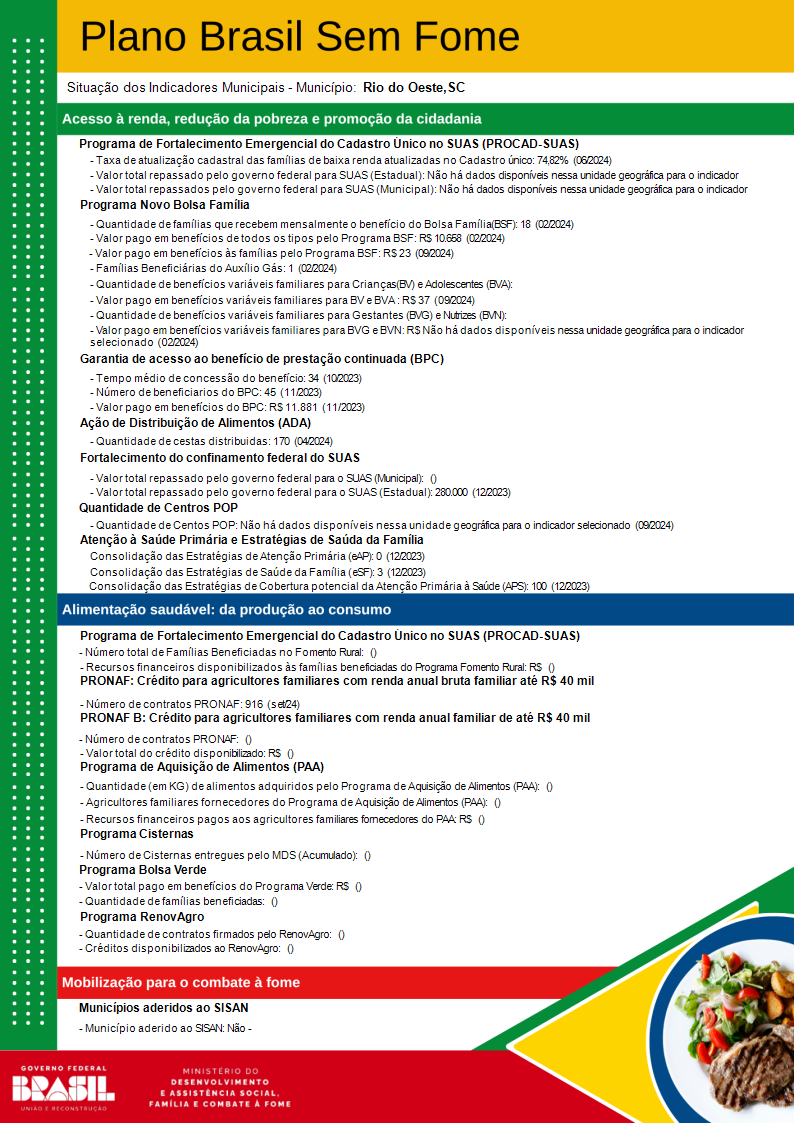 Plano Brasil Sem Fome
Situação dos Indicadores Municipais - Município: Rio do Oeste,SC
Acesso à renda, redução da pobreza e promoção da cidadania
Programa de Fortalecimento Emergencial do Cadastro Único no SUAS (PROCAD-SUAS)
- Taxa de atualização cadastral das famílias de baixa renda atualizadas no Cadastro único: 74,82% (06/2024)
- Valor total repassado pelo governo federal para SUAS (Estadual): Não há dados disponíveis nessa unidade geográfica para o indicador
- Valor total repassados pelo governo federal para SUAS (Municipal): Não há dados disponíveis nessa unidade geográfica para o indicador
Programa Novo Bolsa Família
- Quantidade de famílias que recebem mensalmente o benefício do Bolsa Família(BSF): 18 (02/2024)
- Valor pago em benefícios de todos os tipos pelo Programa BSF: R$ 10.658 (02/2024)
- Valor pago em benefícios às famílias pelo Programa BSF: R$ 23 (09/2024)
- Famílias Beneficiárias do Auxílio Gás: 1 (02/2024)
- Quantidade de benefícios variáveis familiares para Crianças(BV) e Adolescentes (BVA):
- Valor pago em benefícios variáveis familiares para BV e BVA : R$ 37 (09/2024)
- Quantidade de benefícios variáveis familiares para Gestantes (BVG) e Nutrizes (BVN):
- Valor pago em benefícios variáveis familiares para BVG e BVN: R$ Não há dados disponíveis nessa unidade geográfica para o indicador
selecionado (02/2024)
Garantia de acesso ao benefício de prestação continuada (BPC)
- Tempo médio de concessão do benefício: 34 (10/2023)
- Número de beneficiarios do BPC: 45 (11/2023)
- Valor pago em benefícios do BPC: R$ 11.881 (11/2023)
Ação de Distribuição de Alimentos (ADA)
- Quantidade de cestas distribuidas: 170 (04/2024)
Fortalecimento do confinamento federal do SUAS
- Valor total repassado pelo governo federal para o SUAS (Municipal): ()
- Valor total repassado pelo governo federal para o SUAS (Estadual): 280.000 (12/2023)
Quantidade de Centros POP
- Quantidade de Centos POP: Não há dados disponíveis nessa unidade geográfica para o indicador selecionado (09/2024)
Atenção à Saúde Primária e Estratégias de Saúda da Família
Consolidação das Estratégias de Atenção Primária (eAP): 0 (12/2023)
Consolidação das Estratégias de Saúde da Família (eSF): 3 (12/2023)
Consolidação das Estratégias de Cobertura potencial da Atenção Primária à Saúde (APS): 100 (12/2023)
Alimentação saudável: da produção ao consumo
Programa de Fortalecimento Emergencial do Cadastro Único no SUAS (PROCAD-SUAS)
- Número total de Famílias Beneficiadas no Fomento Rural: ()
- Recursos financeiros disponibilizados às famílias beneficiadas do Programa Fomento Rural: R$ ()
PRONAF: Crédito para agricultores familiares com renda anual bruta familiar até R$ 40 mil
- Número de contratos PRONAF: 916 (set/24)
PRONAF B: Crédito para agricultores familiares com renda anual familiar de até R$ 40 mil
- Número de contratos PRONAF: ()
- Valor total do crédito disponibilizado: R$ ()
Programa de Aquisição de Alimentos (PAA)
- Quantidade (em KG) de alimentos adquiridos pelo Programa de Aquisição de Alimentos (PAA): ()
- Agricultores familiares fornecedores do Programa de Aquisição de Alimentos (PAA): ()
- Recursos financeiros pagos aos agricultores familiares fornecedores do PAA: R$ ()
Programa Cisternas
- Número de Cisternas entregues pelo MDS (Acumulado): ()
Programa Bolsa Verde
- Valor total pago em benefícios do Programa Verde: R$ ()
- Quantidade de famílias beneficiadas: ()
Programa RenovAgro
- Quantidade de contratos firmados pelo RenovAgro: ()
- Créditos disponibilizados ao RenovAgro: ()
Mobilização para o combate à fome
Municípios aderidos ao SISAN
- Município aderido ao SISAN: Não -
GOVERNO FEDERAL
BRASIL
UNIÃO E RECONSTRUÇÃO
MINISTÉRIO DO
DESENVOLVIMENTO
E ASSISTÊNCIA SOCIAL,
FAMÍLIA E COMBATE À FOME